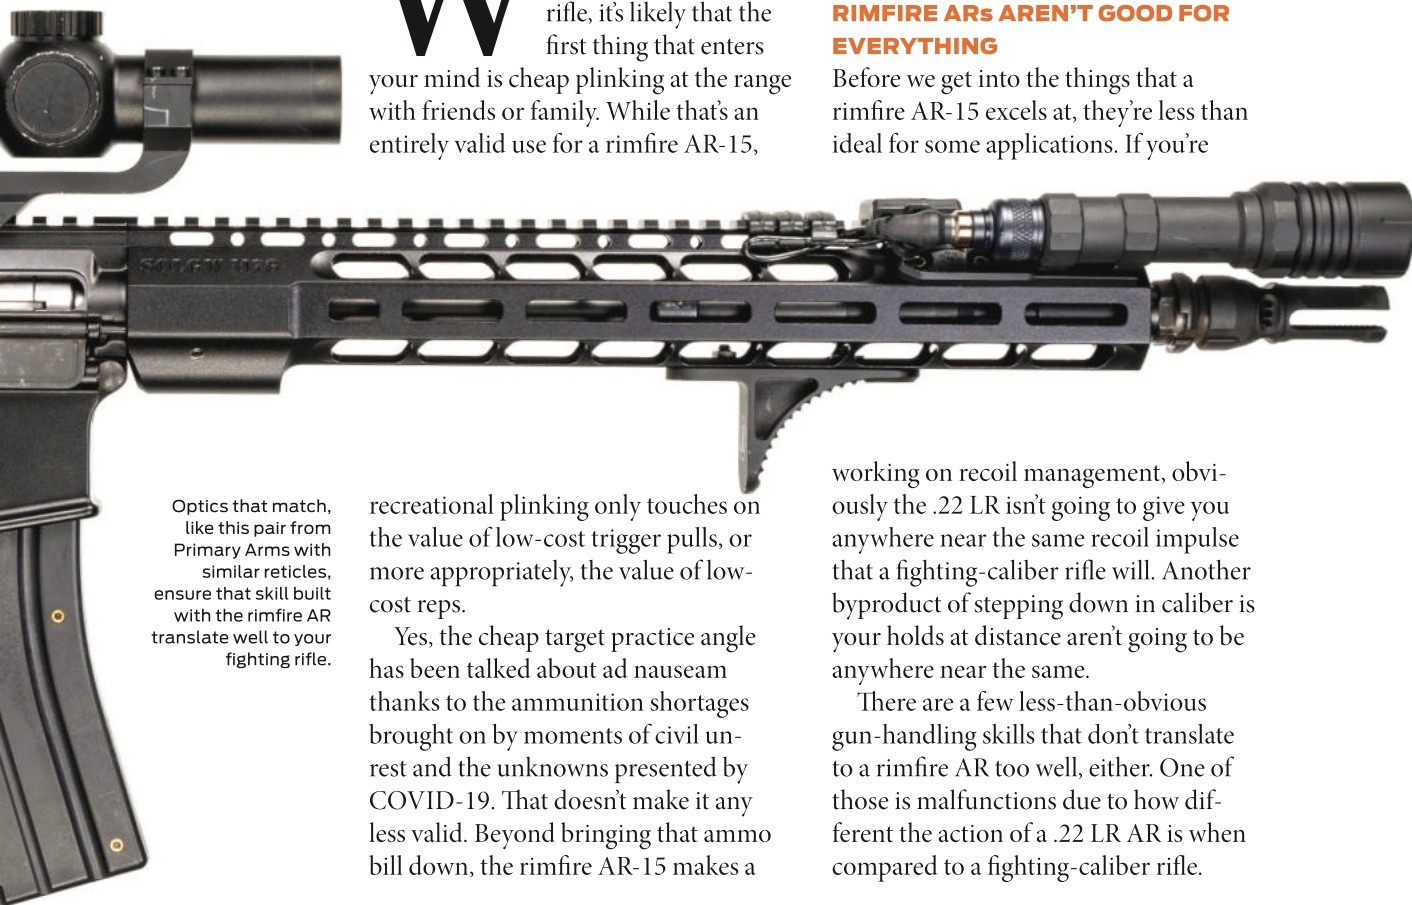 W
rifle, it's likely that the
first thing that enters
your mind is cheap plinking at the range
with friends or family. While that's an
entirely valid use for a rimfire AR-15,
recreational plinking only touches on
the value of low-cost trigger pulls, or
more appropriately, the value of low-
cost reps.
Yes, the cheap target practice angle
has been talked about ad nauseam
thanks to the ammunition shortages
brought on by moments of civil un-
rest and the unknowns presented by
COVID-19. That doesn't make it any
less valid. Beyond bringing that ammo
bill down, the rimfire AR-15 makes a
RIMFIRE ARs AREN'T GOOD FOR
EVERYTHING
Before we get into the things that a
rimfire AR-15 excels at, they're less than
ideal for some applications. If you're
working on recoil management, obvi-
ously the .22 LR isn't going to give you
anywhere near the same recoil impulse
that a fighting-caliber rifle will. Another
byproduct of stepping down in caliber is
your holds at distance aren't going to be
anywhere near the same.
There are a few less-than-obvious
gun-handling skills that don't translate
to a rimfire AR too well, either. One of
those is malfunctions due to how dif-
ferent the action of a .22 LR AR is when
compared to a fighting-caliber rifle.
Optics that match,
like this pair from
Primary Arms with
similar reticles,
ensure that skill built
with the rimfire AR
translate well to your
fighting rifle.